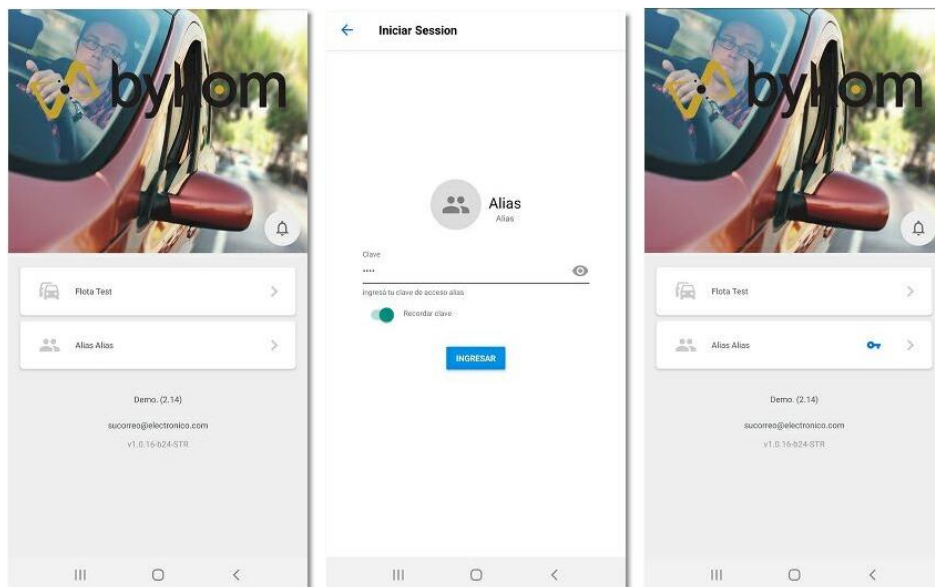 bykom
Flota Test
Alias Alias
Demo. (2.14)
sucorreo@electronico.com
v1.0.16-b24-STR
Iniciar Session
Alias
Alias
Clave
••••
ingresá tu clave de acceso alias
Recordar clave
INGRESAR
bykom
Flota Test
Alias Alias
Demo. (2.14)
sucorreo@electronico.com
v1.0.16-b24-STR